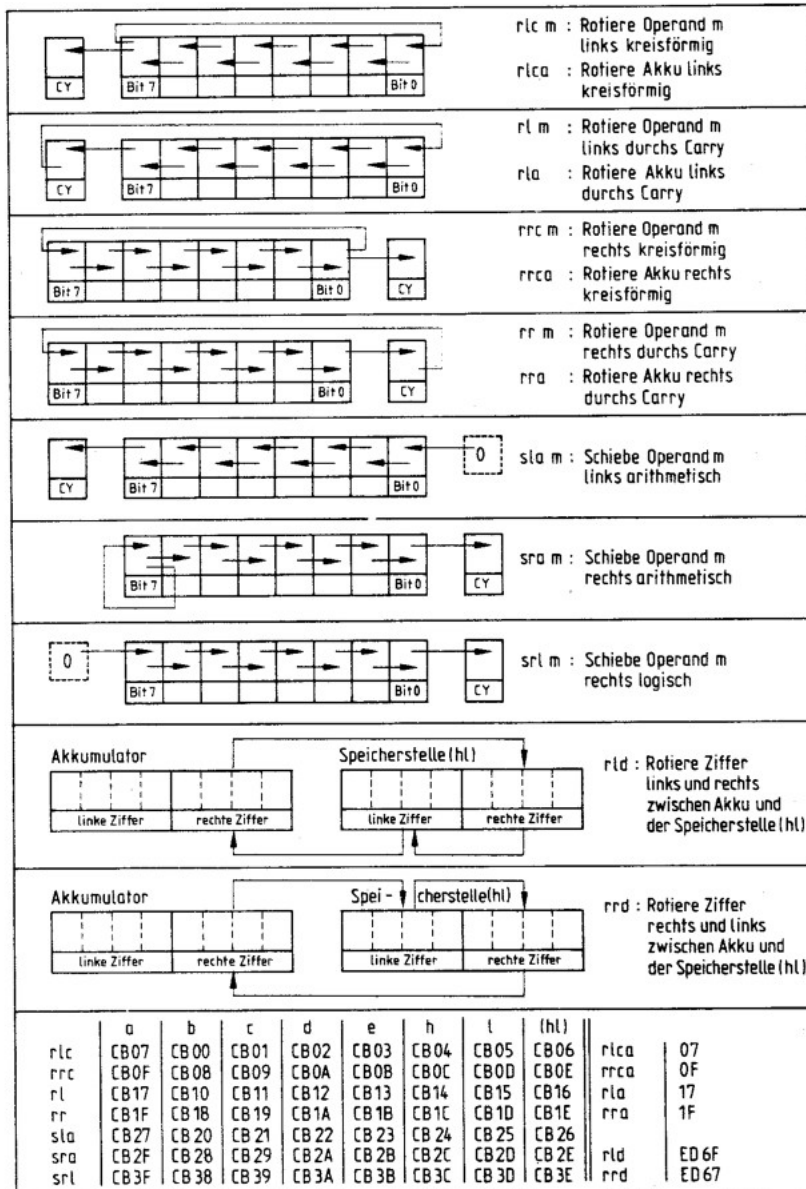 rlc m : Rotiere Operand m
links kreisförmig
rlca : Rotiere Akku links
kreisförmig
CY Bit 7 Bit 0
rl m : Rotiere Operand m
links durchs Carry
rla : Rotiere Akku links
durchs Carry
CY Bit 7 Bit 0
rrc m : Rotiere Operand m
rechts kreisförmig
rrca : Rotiere Akku rechts
kreisförmig
Bit 7 Bit 0 CY
rr m : Rotiere Operand m
rechts durchs Carry
rra : Rotiere Akku rechts
durchs Carry
Bit 7 Bit 0 CY
0 sla m : Schiebe Operand m
links arithmetisch
CY Bit 7 Bit 0
sra m : Schiebe Operand m
rechts arithmetisch
Bit 7 Bit 0 CY
0 srl m : Schiebe Operand m
rechts logisch
Bit 7 Bit 0 CY
Akkumulator Speicherstelle (hl)
linke Ziffer rechte Ziffer linke Ziffer rechte Ziffer
rld : Rotiere Ziffer
links und rechts
zwischen Akku und
der Speicherstelle (hl)
Akkumulator Spei - cherstelle(hl)
linke Ziffer rechte Ziffer linke Ziffer rechte Ziffer
rrd : Rotiere Ziffer
rechts und links
zwischen Akku und
der Speicherstelle (hl)
a b c d e h l (hl)
rlc CB07 CB00 CB01 CB02 CB03 CB04 CB05 CB06 rlca 07
rrc CB0F CB08 CB09 CB0A CB0B CB0C CB0D CB0E rrca 0F
rl CB17 CB10 CB11 CB12 CB13 CB14 CB15 CB16 rla 17
rr CB1F CB18 CB19 CB1A CB1B CB1C CB1D CB1E rra 1F
sla CB27 CB20 CB21 CB22 CB23 CB24 CB25 CB26
sra CB2F CB28 CB29 CB2A CB2B CB2C CB2D CB2E rld ED6F
srl CB3F CB38 CB39 CB3A CB3B CB3C CB3D CB3E rrd ED67